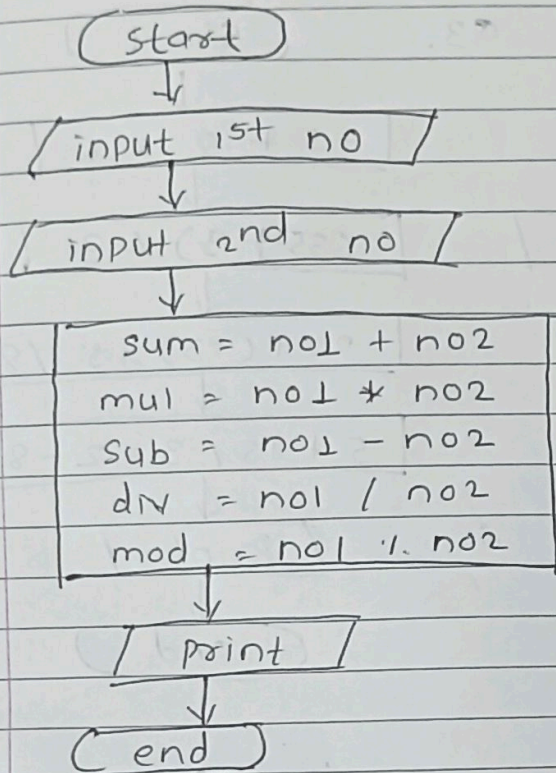 start
input 1st no
input 2nd no
sum = no1 + no2
mul = no1 * no2
sub = no1 - no2
div = no1 / no2
mod = no1 % no2
print
end